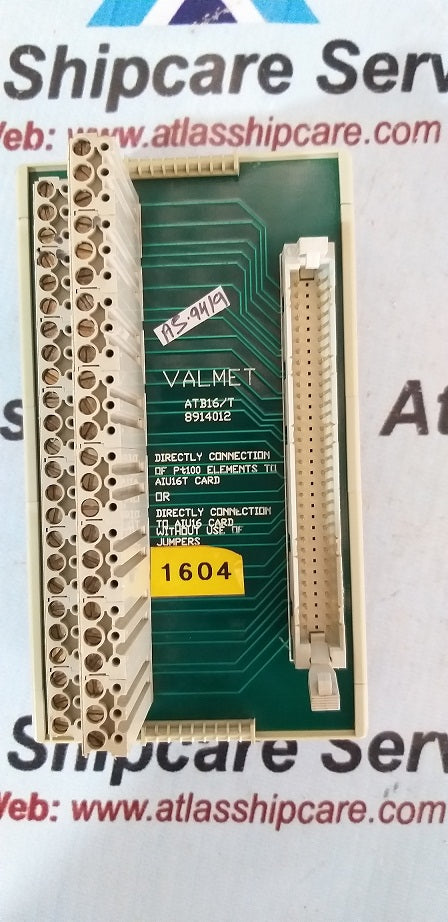 Shipcare Serv
Web: www.atlasshipcare.com
AS-9419
VALMET
ATB16/T
8914012
At
DIRECTLY CONNECTION
OF Pt100 ELEMENTS TO
AIU16T CARD
OR
DIRECTLY CONNECTION
TO AIU16 CARD
WITHOUT USE OF
JUMPERS
1604
Shipcare Serv
Web: www.atlasshipcare.com